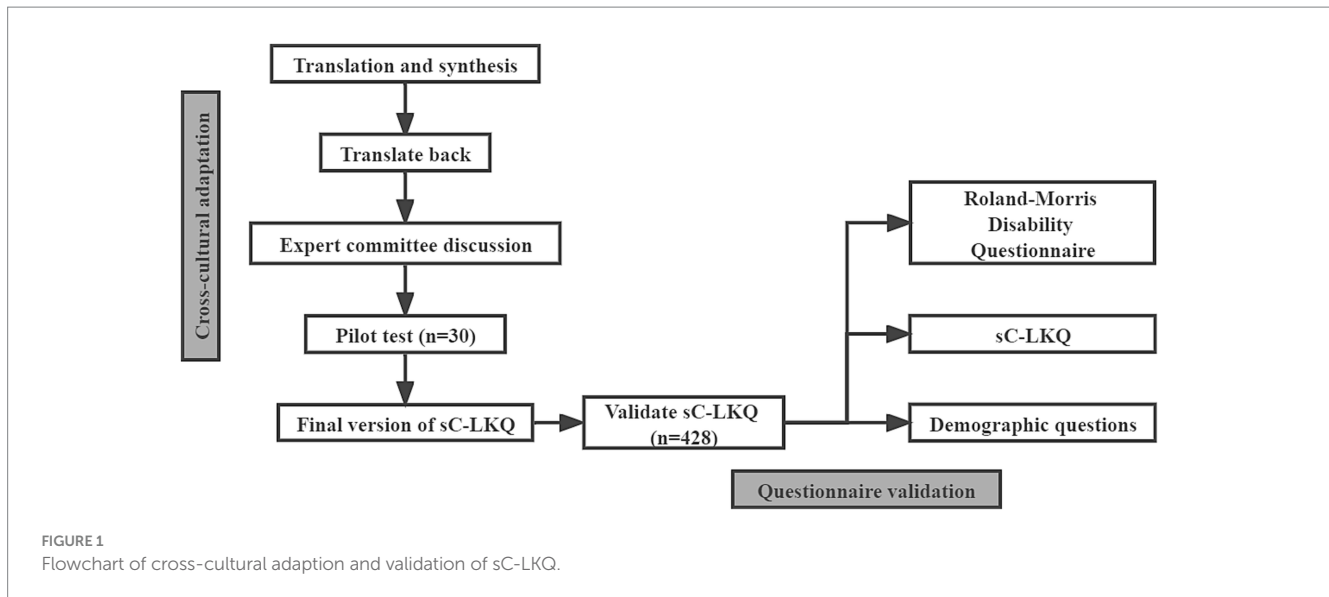 Translation and synthesis
Cross-cultural adaptation
Translate back
Expert committee discussion
Pilot test (n=30)
Final version of sC-LKQ
Validate sC-LKQ
(n=428)
Roland-Morris
Disability
Questionnaire
sC-LKQ
Demographic questions
Questionnaire validation
FIGURE 1
Flowchart of cross-cultural adaption and validation of sC-LKQ.